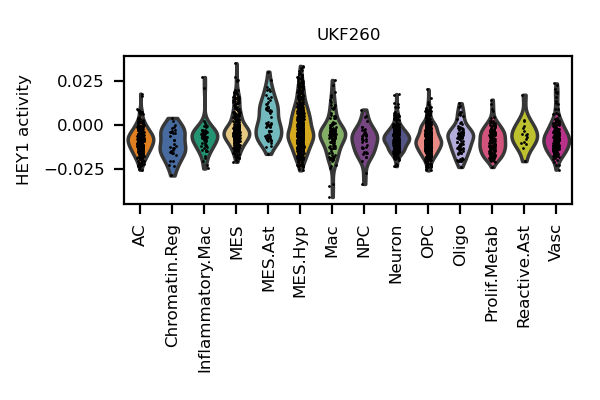 UKF260
HEY1 activity
0.025
0.000
−0.025
AC
Chromatin.Reg
Inflammatory.Mac
MES
MES.Ast
MES.Hyp
Mac
NPC
Neuron
OPC
Oligo
Prolif.Metab
Reactive.Ast
Vasc